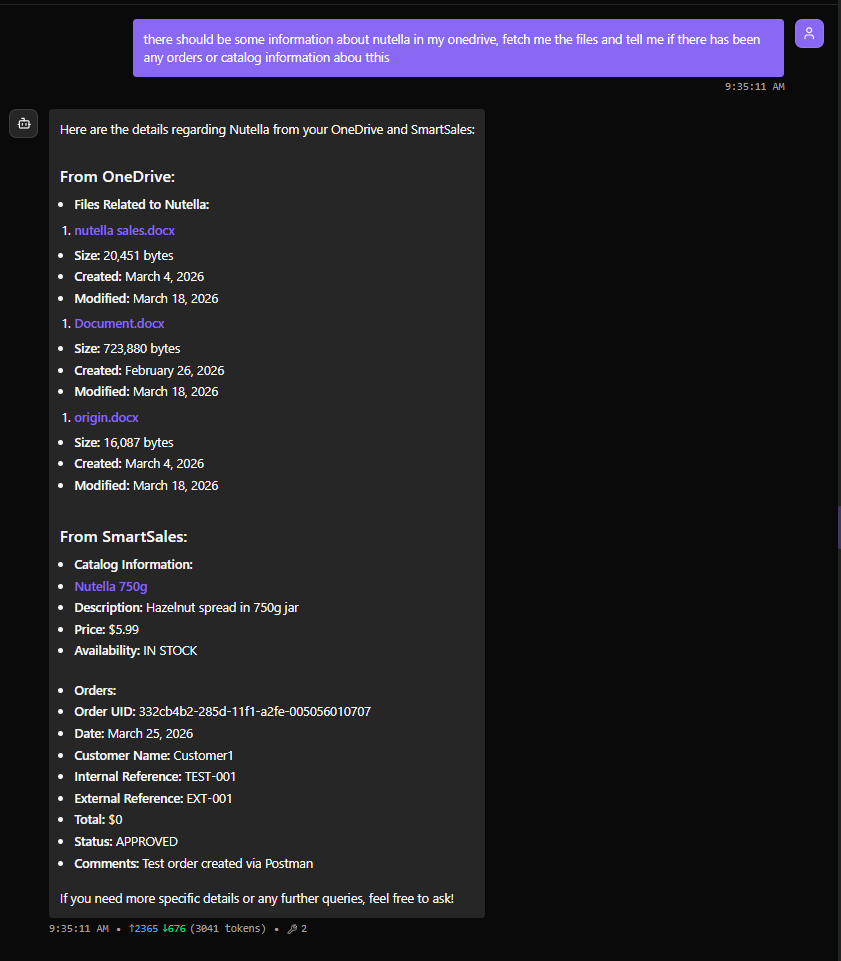 there should be some information about nutella in my onedrive, fetch me the files and tell me if there has been
any orders or catalog information abou tthis
9:35:11 AM
Here are the details regarding Nutella from your OneDrive and SmartSales:
From OneDrive:
• Files Related to Nutella:
1. nutella sales.docx
• Size: 20,451 bytes
• Created: March 4, 2026
• Modified: March 18, 2026
1. Document.docx
• Size: 723,880 bytes
• Created: February 26, 2026
• Modified: March 18, 2026
1. origin.docx
• Size: 16,087 bytes
• Created: March 4, 2026
• Modified: March 18, 2026
From SmartSales:
• Catalog Information:
• Nutella 750g
• Description: Hazelnut spread in 750g jar
• Price: $5.99
• Availability: IN STOCK
• Orders:
• Order UID: 332cb4b2-285d-11f1-a2fe-005056010707
• Date: March 25, 2026
• Customer Name: Customer1
• Internal Reference: TEST-001
• External Reference: EXT-001
• Total: $0
• Status: APPROVED
• Comments: Test order created via Postman
If you need more specific details or any further queries, feel free to ask!
9:35:11 AM • ↑2365 ↓676 (3041 tokens) • 2